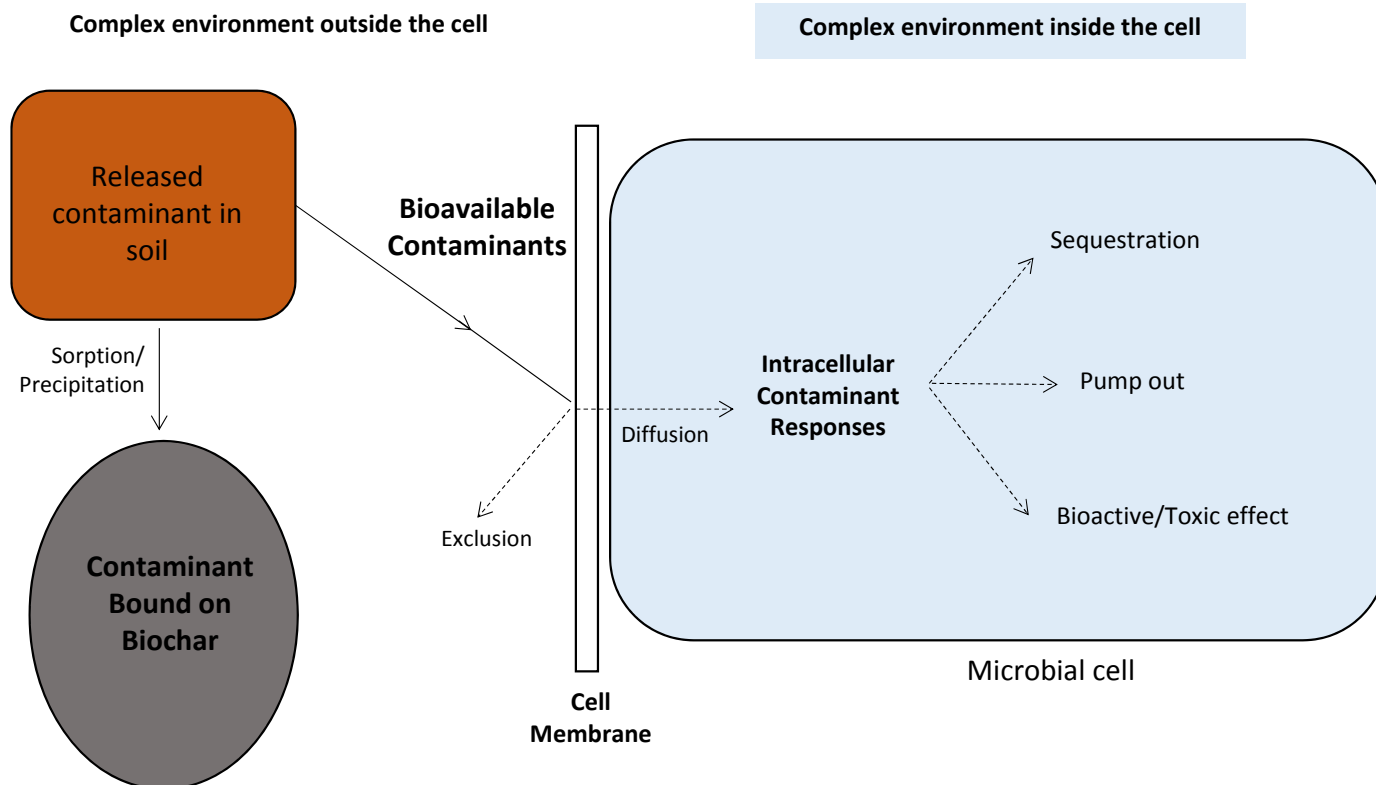 Complex environment outside the cell
Complex environment inside the cell
Released
contaminant in
soil
Bioavailable
Contaminants
Sorption/
Precipitation
Contaminant
Bound on
Biochar
Exclusion
Diffusion
Cell
Membrane
Intracellular
Contaminant
Responses
Sequestration
Pump out
Bioactive/Toxic effect
Microbial cell